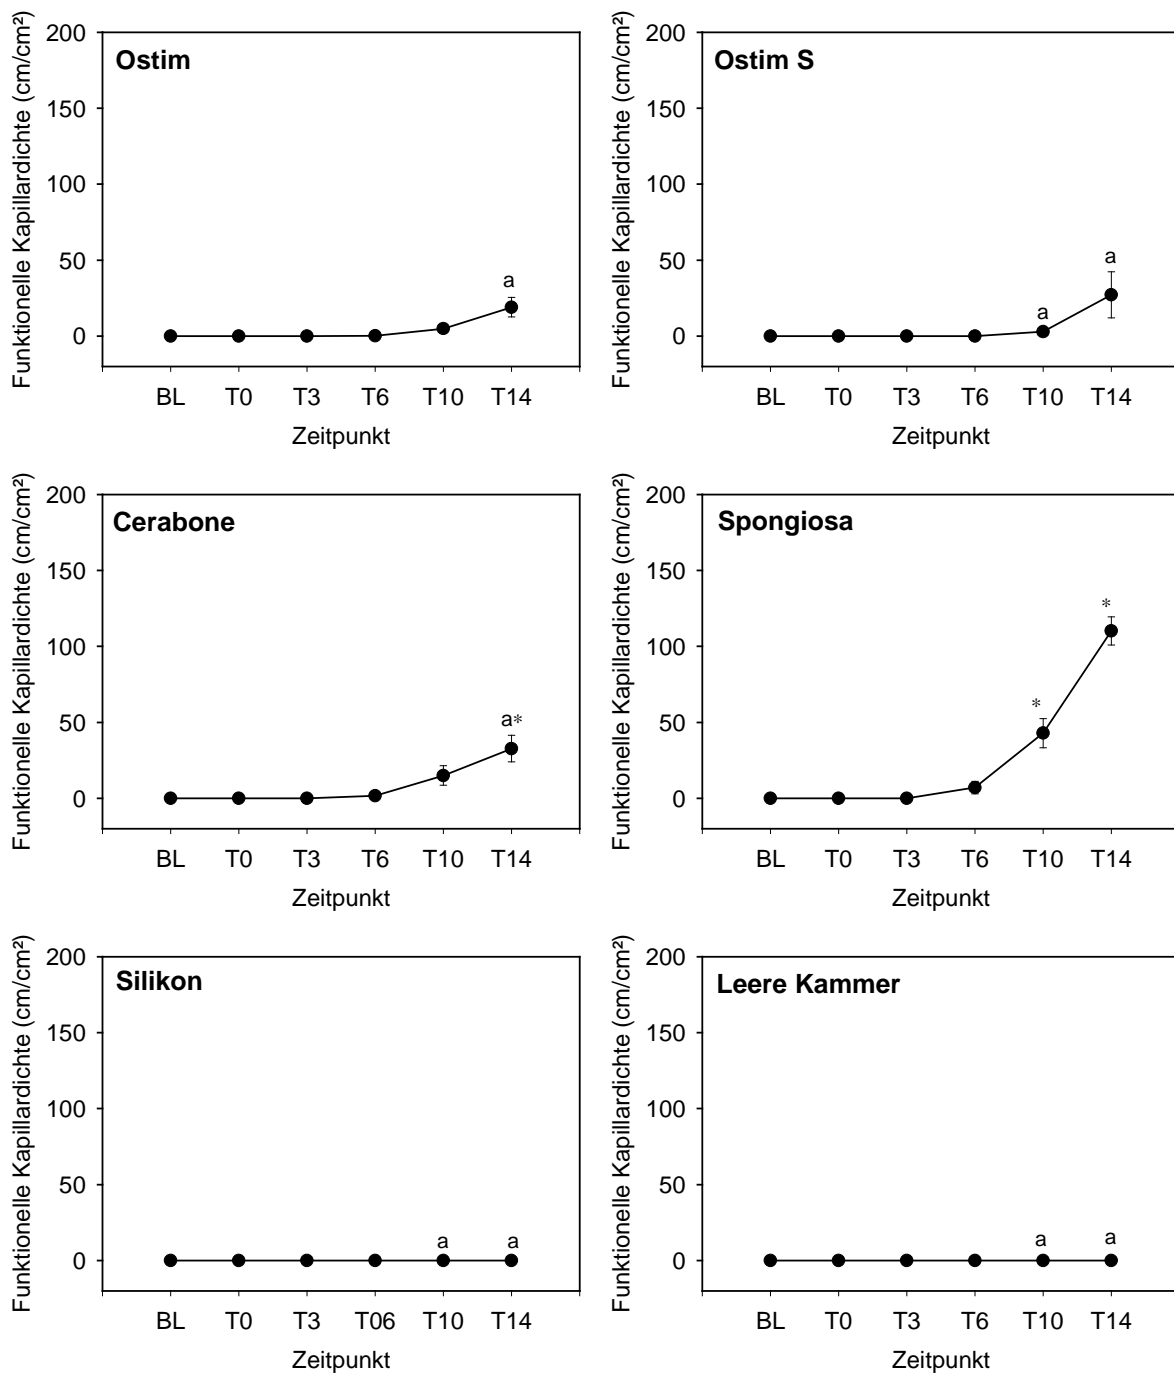 Funktionelle Kapillardichte (cm/cm²)
200
150
100
50
0
Ostim
a
BL T0 T3 T6 T10 T14
Zeitpunkt
Funktionelle Kapillardichte (cm/cm²)
200
150
100
50
0
Ostim S
a
a
BL T0 T3 T6 T10 T14
Zeitpunkt
Funktionelle Kapillardichte (cm/cm²)
200
150
100
50
0
Cerabone
a*
BL T0 T3 T6 T10 T14
Zeitpunkt
Funktionelle Kapillardichte (cm/cm²)
200
150
100
50
0
Spongiosa
*
*
BL T0 T3 T6 T10 T14
Zeitpunkt
Funktionelle Kapillardichte (cm/cm²)
200
150
100
50
0
Silikon
a a
BL T0 T3 T06 T10 T14
Zeitpunkt
Funktionelle Kapillardichte (cm/cm²)
200
150
100
50
0
Leere Kammer
a a
BL T0 T3 T6 T10 T14
Zeitpunkt